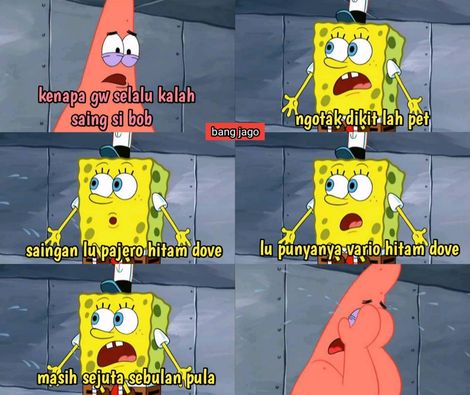 kenapa gw selalu kalah
saing si bob
ngotak dikit lah pet
bang jago
saingan lu pajero hitam dove
lu punyanya vario hitam dove
masih sejuta sebulan pula